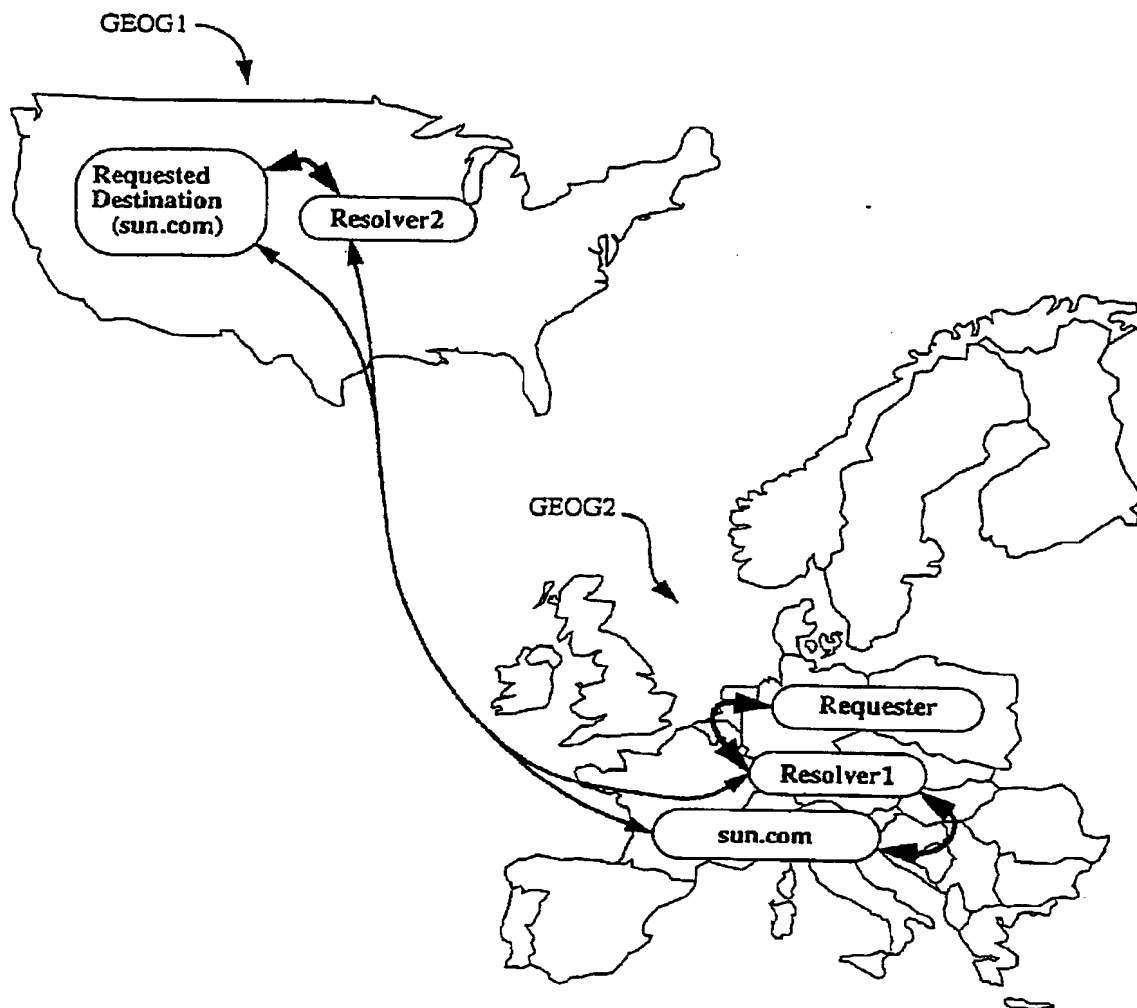 GEOG1
Requested
Destination
(sun.com)
Resolver2
GEOG2
Requester
Resolver1
sun.com